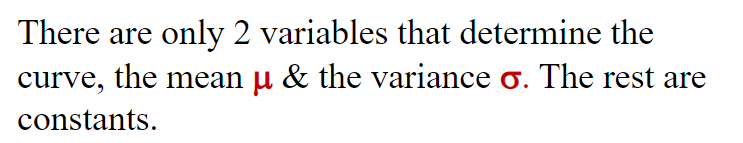 There are only 2 variables that determine the
curve, the mean μ & the variance σ. The rest are
constants.